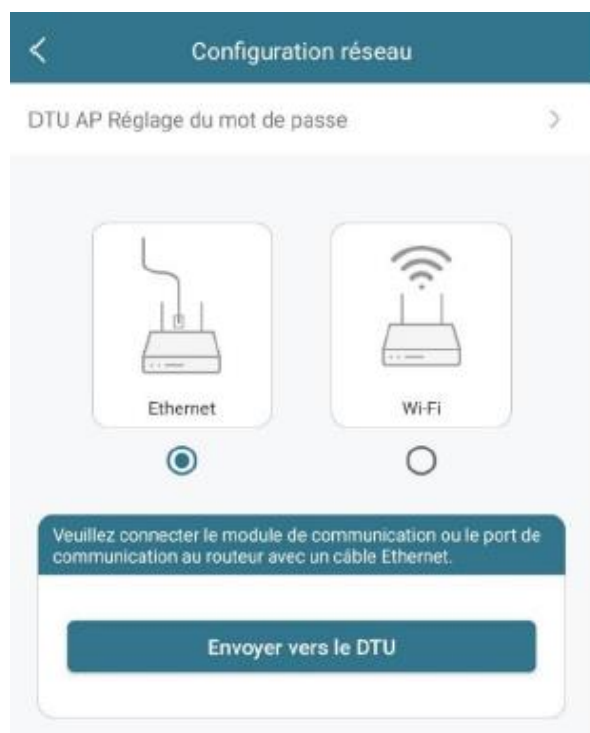 Configuration réseau
DTU AP Réglage du mot de passe
Ethernet
Wi-Fi
Veuillez connecter le module de communication ou le port de
communication au routeur avec un câble Ethernet.
Envoyer vers le DTU